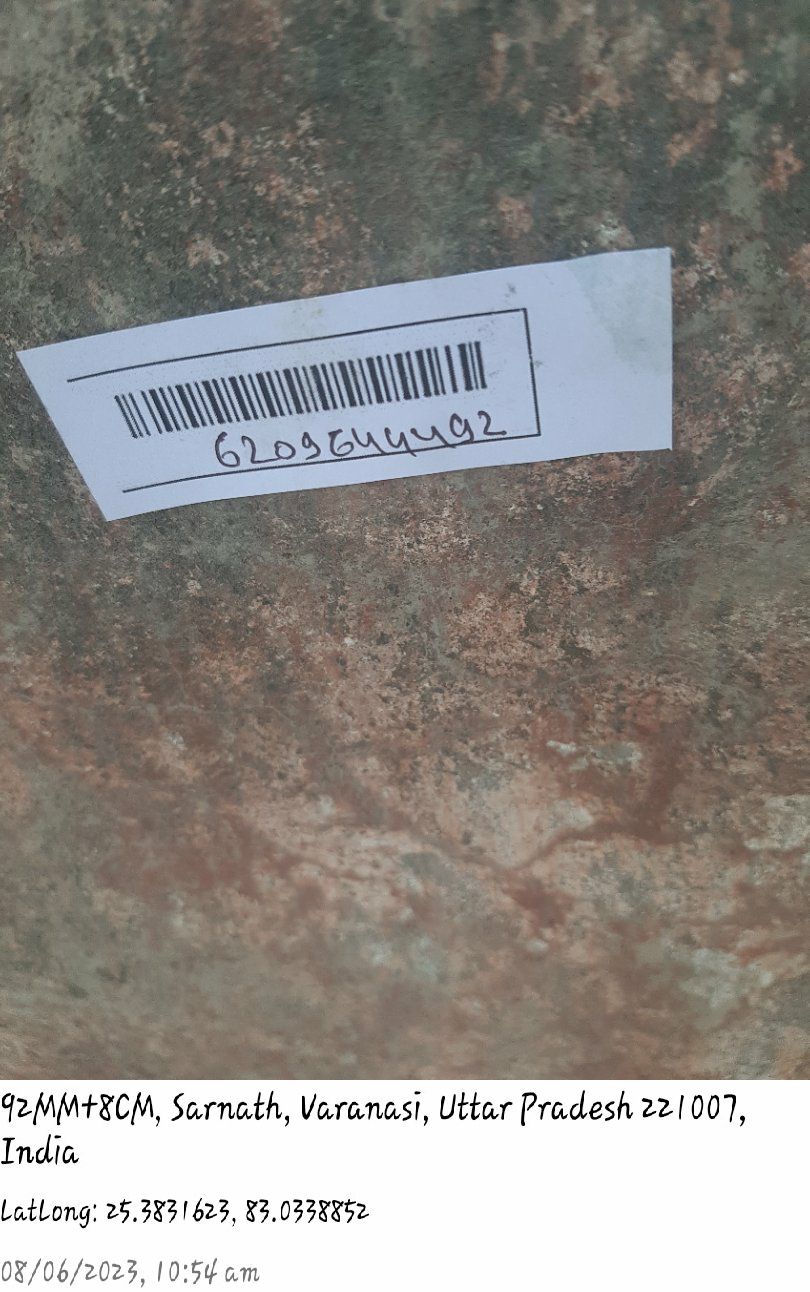 6209644492
92MM+8CM, Sarnath, Varanasi, Uttar Pradesh 221007,
India
LatLong: 25.3831623, 83.0338852
08/06/2023, 10:54 am